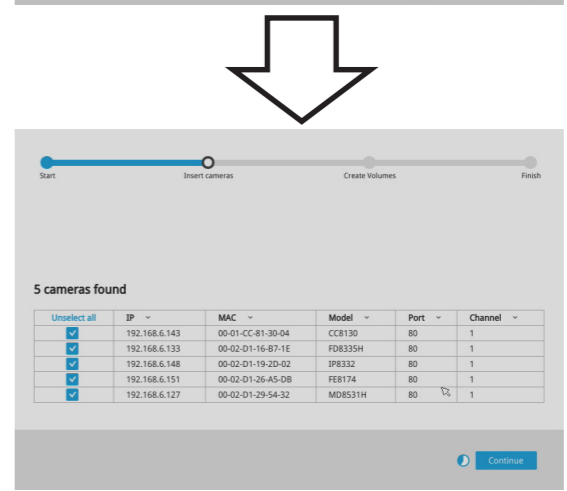 Start Insert cameras Create Volumes Finish
5 cameras found
Unselect all IP MAC Model Port Channel
192.168.6.143 00-01-CC-81-30-04 CC8130 80 1
192.168.6.133 00-02-D1-16-B7-1E FD8335H 80 1
192.168.6.148 00-02-D1-19-2D-02 IP8332 80 1
192.168.6.151 00-02-D1-26-A5-DB FE8174 80 1
192.168.6.127 00-02-D1-29-54-32 MD8531H 80 1
Continue